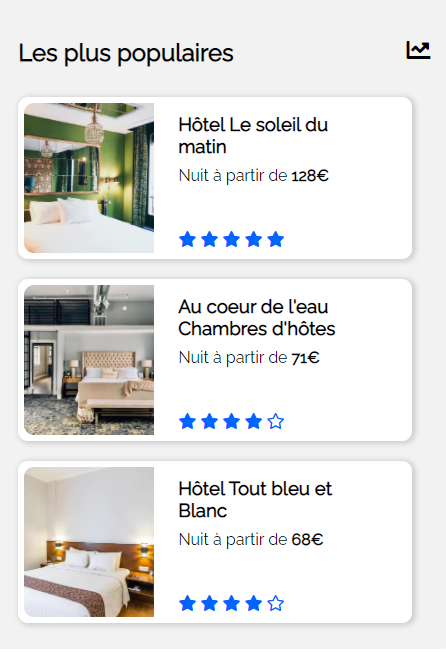 Les plus populaires
Hôtel Le soleil du
matin
Nuit à partir de 128€
Au coeur de l'eau
Chambres d'hôtes
Nuit à partir de 71€
Hôtel Tout bleu et
Blanc
Nuit à partir de 68€